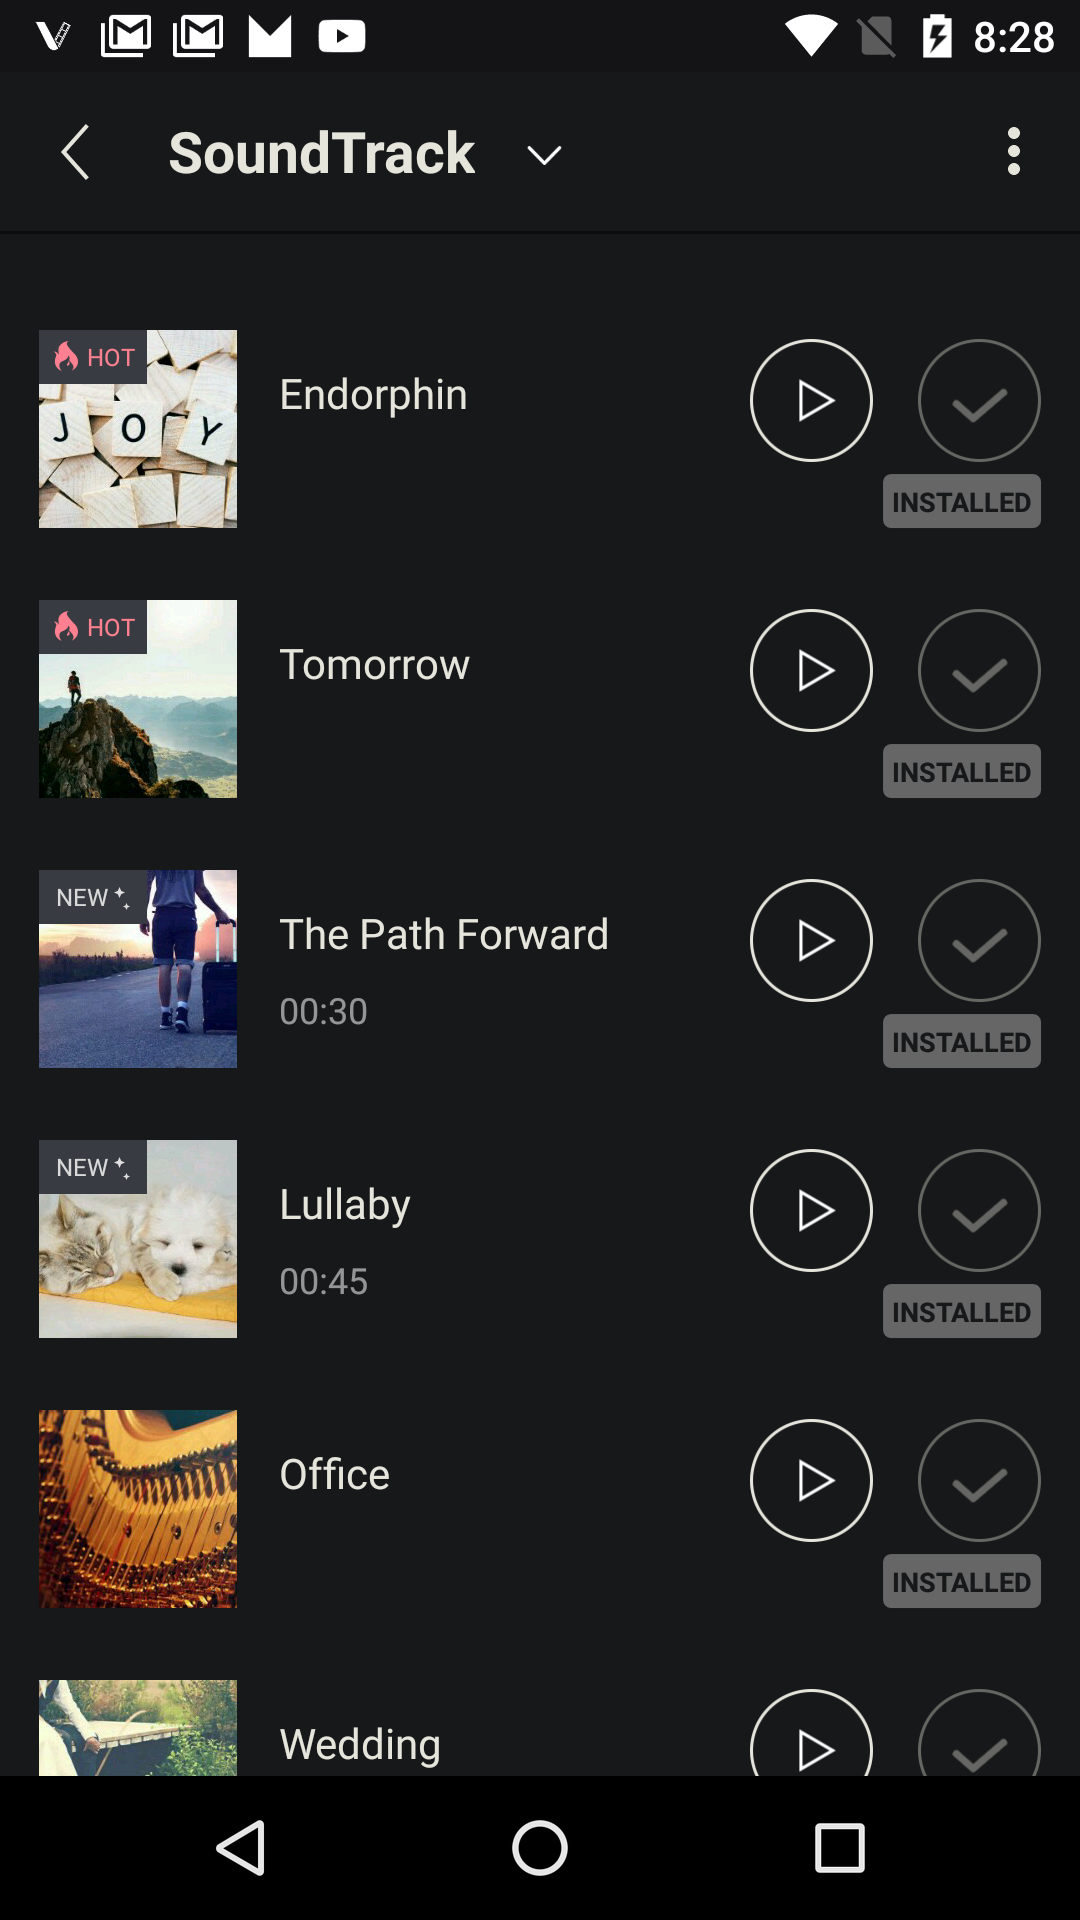 8:28
SoundTrack
HOT
J O Y
Endorphin
INSTALLED
HOT
Tomorrow
INSTALLED
NEW
The Path Forward
00:30
INSTALLED
NEW
Lullaby
00:45
INSTALLED
Office
INSTALLED
Wedding